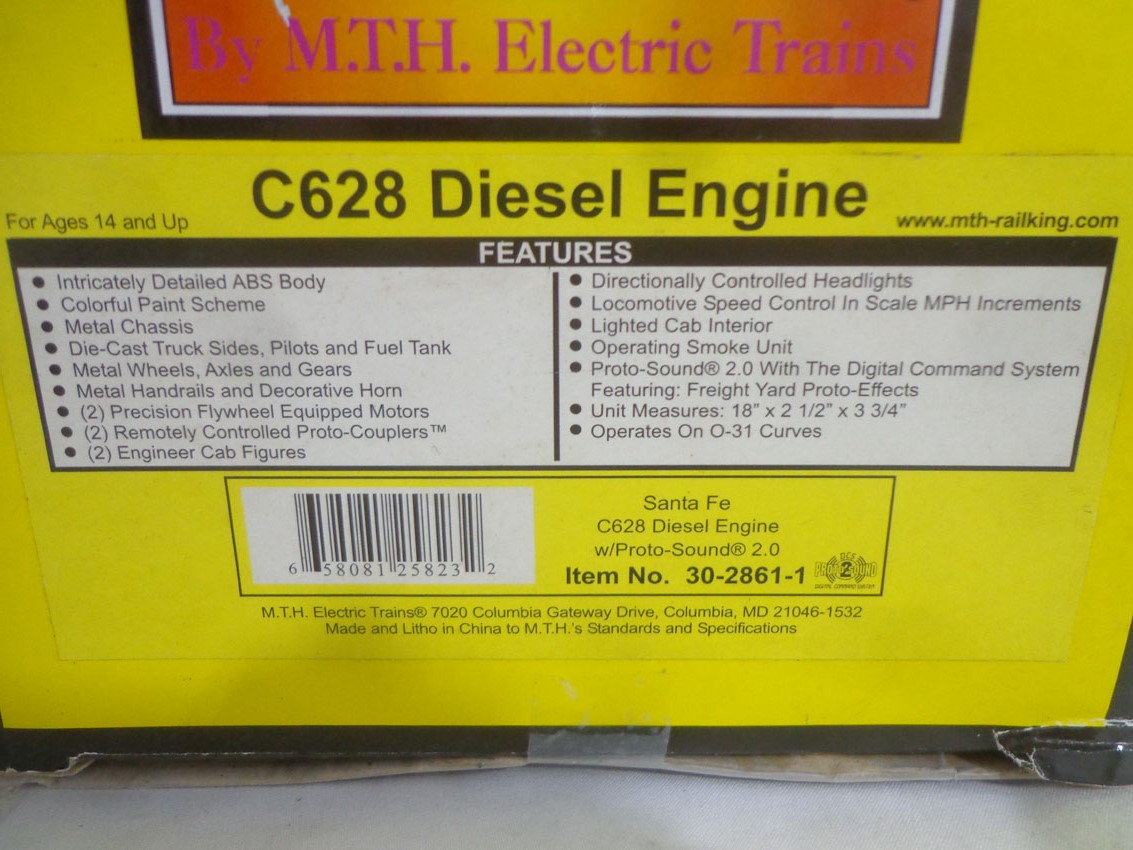 By M.T.H. Electric Trains
C628 Diesel Engine
For Ages 14 and Up
www.mth-railking.com
FEATURES
● Intricately Detailed ABS Body
● Colorful Paint Scheme
● Metal Chassis
● Die-Cast Truck Sides, Pilots and Fuel Tank
● Metal Wheels, Axles and Gears
● Metal Handrails and Decorative Horn
● (2) Precision Flywheel Equipped Motors
● (2) Remotely Controlled Proto-Couplers™
● (2) Engineer Cab Figures
● Directionally Controlled Headlights
● Locomotive Speed Control In Scale MPH Increments
● Lighted Cab Interior
● Operating Smoke Unit
● Proto-Sound® 2.0 With The Digital Command System
Featuring: Freight Yard Proto-Effects
● Unit Measures: 18” x 2 1/2” x 3 3/4”
● Operates On O-31 Curves
6 58081 25823 2
Santa Fe
C628 Diesel Engine
w/Proto-Sound® 2.0
Item No. 30-2861-1
DCS
PROTO-SOUND
2
DIGITAL COMMAND SYSTEM
M.T.H. Electric Trains® 7020 Columbia Gateway Drive, Columbia, MD 21046-1532
Made and Litho in China to M.T.H.'s Standards and Specifications